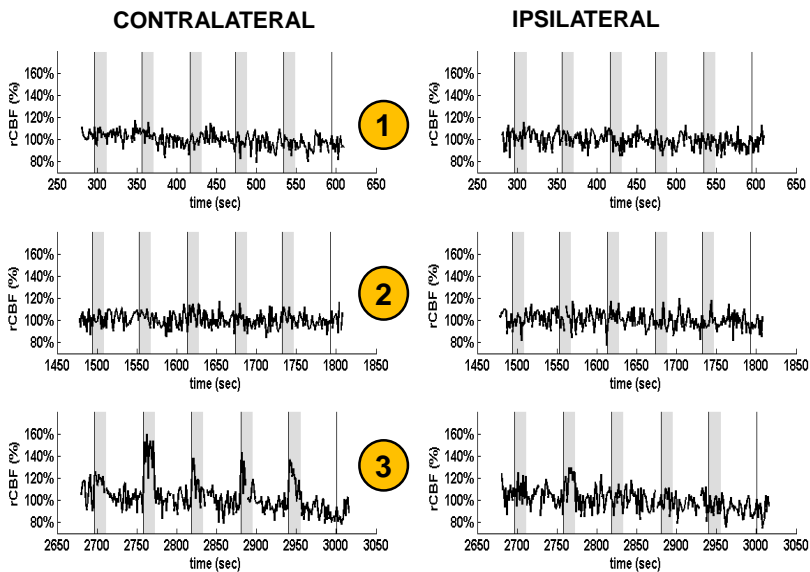 CONTRALATERAL IPSILATERAL
rCBF (%) 160% 140% 120% 100% 80%
250 300 350 400 450 500 550 600 650
time (sec)
1
rCBF (%) 160% 140% 120% 100% 80%
250 300 350 400 450 500 550 600 650
time (sec)
rCBF (%) 160% 140% 120% 100% 80%
1450 1500 1550 1600 1650 1700 1750 1800 1850
time (sec)
2
rCBF (%) 160% 140% 120% 100% 80%
1450 1500 1550 1600 1650 1700 1750 1800 1850
time (sec)
rCBF (%) 160% 140% 120% 100% 80%
2650 2700 2750 2800 2850 2900 2950 3000 3050
time (sec)
3
rCBF (%) 160% 140% 120% 100% 80%
2650 2700 2750 2800 2850 2900 2950 3000 3050
time (sec)